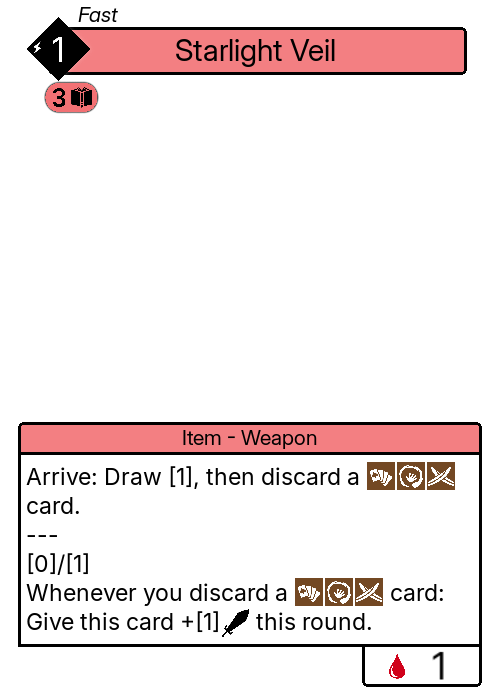 Fast
1
Starlight Veil
3
Item - Weapon
Arrive: Draw [1], then discard a
card.
---
[0]/[1]
Whenever you discard a card:
Give this card +[1] this round.
1